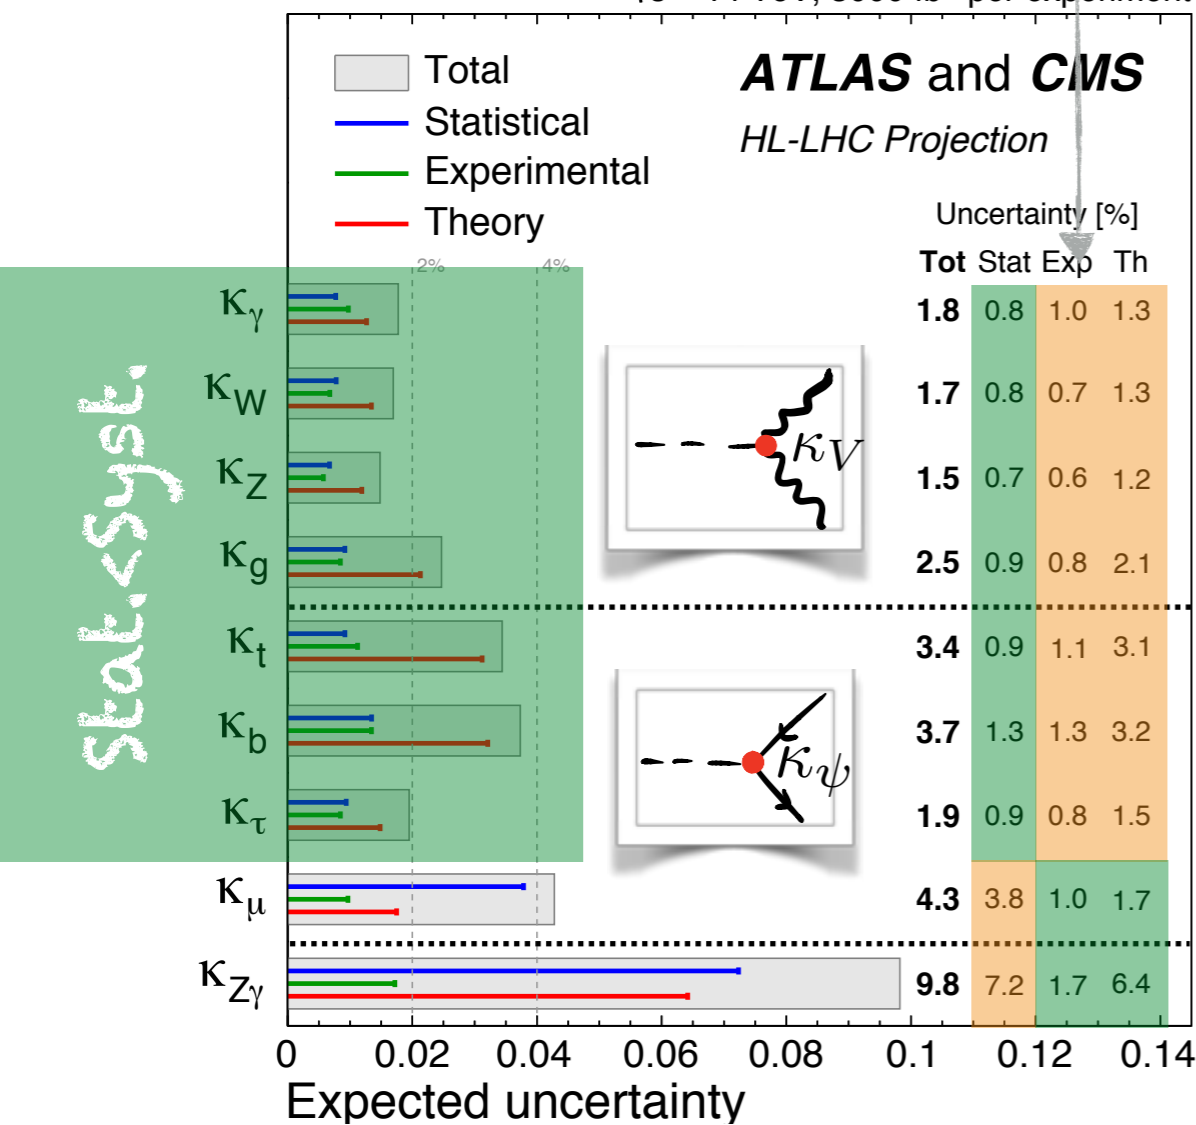 per experiment
Total
Statistical
Experimental
Theory
ATLAS and CMS
HL-LHC Projection
Uncertainty [%]
Tot Stat Exp Th
2% 4%
Stat.<Syst.
κγ 1.8 0.8 1.0 1.3
κW 1.7 0.8 0.7 1.3
κV
κZ 1.5 0.7 0.6 1.2
κg 2.5 0.9 0.8 2.1
κt 3.4 0.9 1.1 3.1
κb 3.7 1.3 1.3 3.2
κψ
κτ 1.9 0.9 0.8 1.5
κμ 4.3 3.8 1.0 1.7
κZγ 9.8 7.2 1.7 6.4
0 0.02 0.04 0.06 0.08 0.1 0.12 0.14
Expected uncertainty